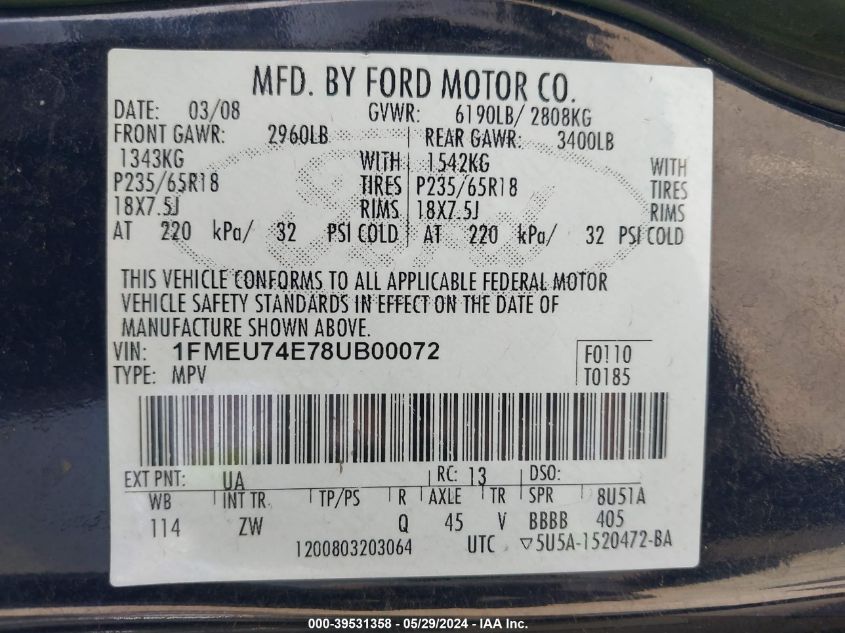 MFD. BY FORD MOTOR CO.
DATE: 03/08 GVWR: 6190LB/ 2808KG
FRONT GAWR: 2960LB REAR GAWR: 3400LB
1343KG WITH 1542KG WITH
P235/65R18 TIRES P235/65R18 TIRES
18X7.5J RIMS 18X7.5J RIMS
AT 220 kPa/ 32 PSI COLD AT 220 kPa/ 32 PSI COLD
THIS VEHICLE CONFORMS TO ALL APPLICABLE FEDERAL MOTOR
VEHICLE SAFETY STANDARDS IN EFFECT ON THE DATE OF
MANUFACTURE SHOWN ABOVE.
VIN: 1FMEU74E78UB00072 F0110
TYPE: MPV T0185
EXT PNT: UA RC: 13 DSO:
WB INT TR TP/PS R AXLE TR SPR 8U51A
114 ZW Q 45 V BBBB 405
1200803203064 UTC ▽5U5A-1520472-BA
000-39531358 - 05/29/2024 - IAA Inc.